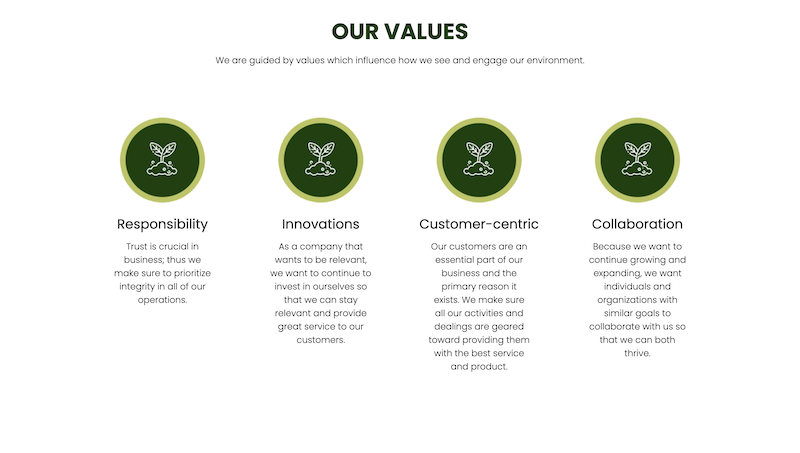 OUR VALUES
We are guided by values which influence how we see and engage our environment.
Responsibility
Trust is crucial in
business; thus we
make sure to prioritize
integrity in all of our
operations.
Innovations
As a company that
wants to be relevant,
we want to continue to
invest in ourselves so
that we can stay
relevant and provide
great service to our
customers.
Customer-centric
Our customers are an
essential part of our
business and the
primary reason it
exists. We make sure
all our activities and
dealings are geared
toward providing them
with the best service
and product.
Collaboration
Because we want to
continue growing and
expanding, we want
individuals and
organizations with
similar goals to
collaborate with us so
that we can both
thrive.